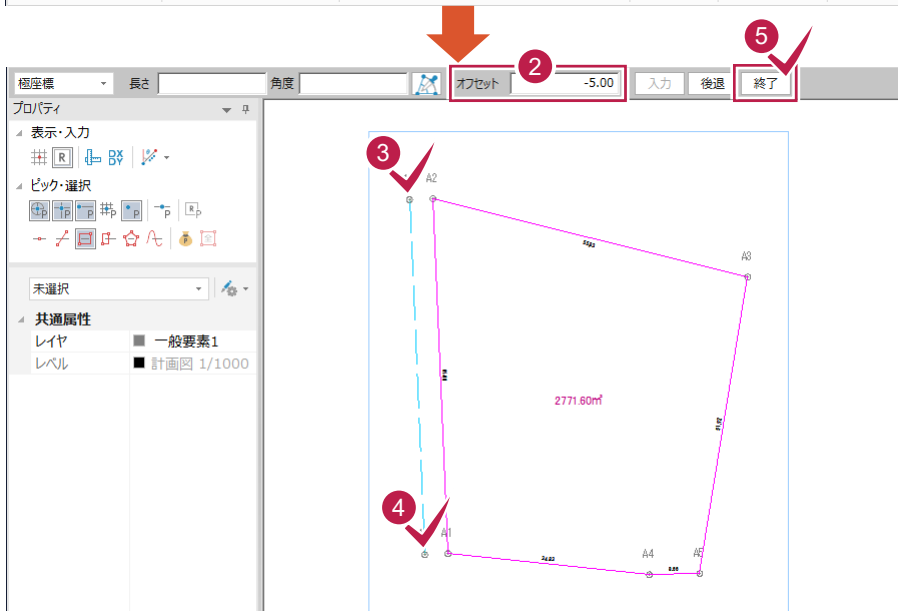 5
2
極座標 長さ 角度 オフセット -5.00 入力 後退 終了
プロパティ
表示・入力
R DX DY
ピック・選択
P P P P P P R P
P
未選択
共通属性
レイヤ 一般要素1
レベル 計画図 1/1000
3
A2
A3
2771.60㎡
4
A1
A4 A5